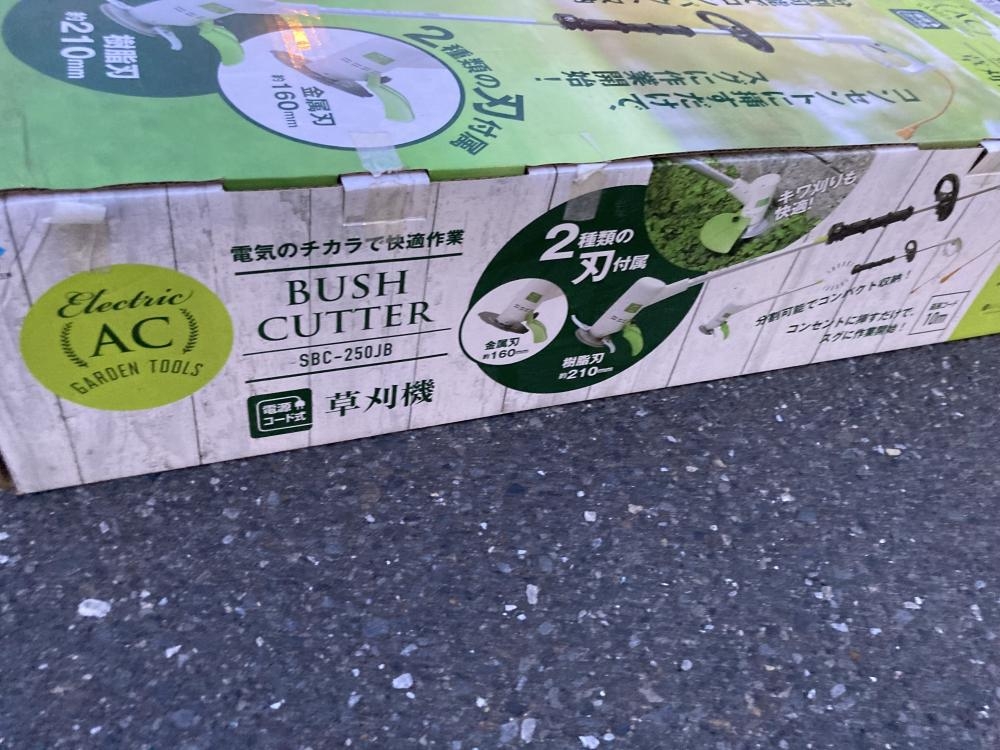 約210mm
樹脂刃
約160mm
金属刃
2種類の刃付属
コンセントに挿すだけで、
スグに作業開始！
Electric
AC
GARDEN TOOLS
電気のチカラで快適作業
BUSH
CUTTER
SBC-250JB
電源
コード式
草刈機
2種類の
刃付属
金属刃
約160mm
樹脂刃
約210mm
キワ刈りも
快適！
分割可能でコンパクト収納！
コンセントに挿すだけで、
スグに作業開始！
10m